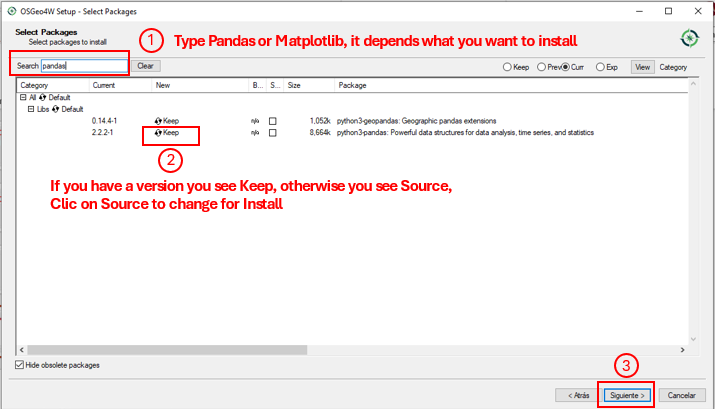 OSGeo4W Setup - Select Packages
Select Packages
Select packages to install
1 Type Pandas or Matplotlib, it depends what you want to install
Search pandas Clear Keep Prev Curr Exp View Category
Category Current New B... S... Size Package
All Default
Libs Default
0.14.4-1 Keep n/a 1,052k python3-geopandas: Geographic pandas extensions
2.2.2-1 Keep n/a 8,664k python3-pandas: Powerful data structures for data analysis, time series, and statistics
2
If you have a version you see Keep, otherwise you see Source,
Clic on Source to change for Install
Hide obsolete packages
3
< Atrás Siguiente > Cancelar